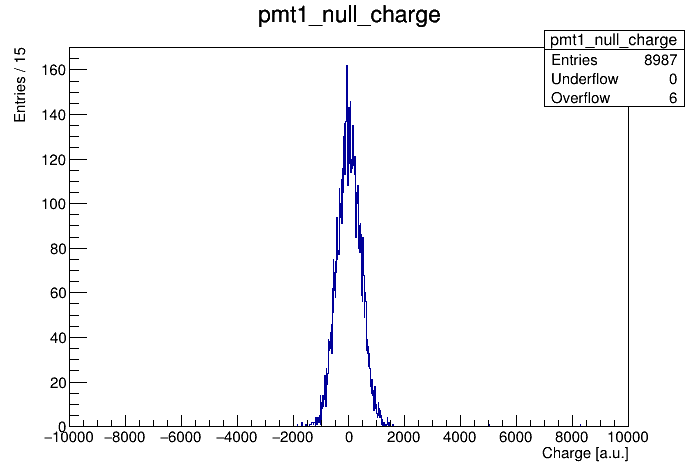 pmt1_null_charge
pmt1_null_charge
Entries 8987
Underflow 0
Overflow 6
Entries / 15
160
140
120
100
80
60
40
20
0
−10000 −8000 −6000 −4000 −2000 0 2000 4000 6000 8000 10000
Charge [a.u.]